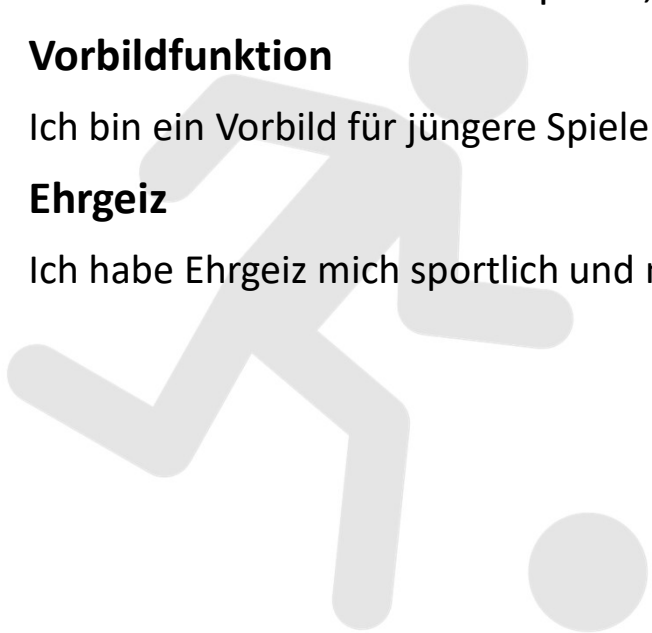 Vorbildfunktion
Ich bin ein Vorbild für jüngere Spiele
Ehrgeiz
Ich habe Ehrgeiz mich sportlich und